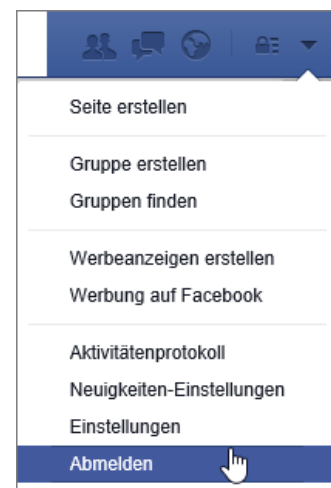 Seite erstellen
Gruppe erstellen
Gruppen finden
Werbeanzeigen erstellen
Werbung auf Facebook
Aktivitätenprotokoll
Neuigkeiten-Einstellungen
Einstellungen
Abmelden